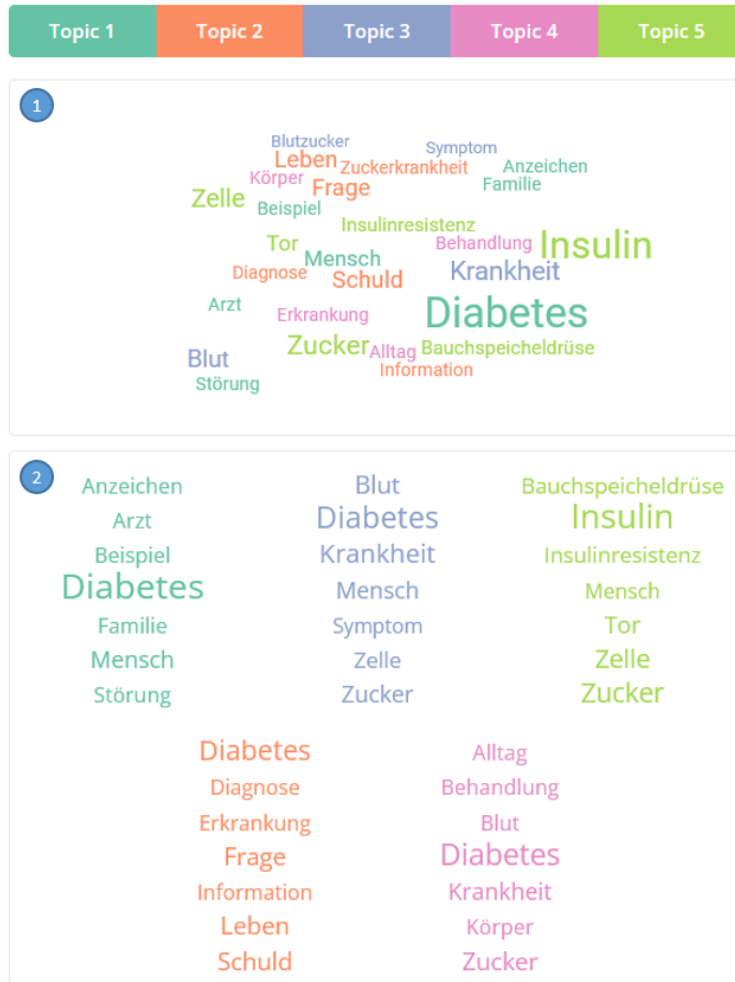 Topic 1 Topic 2 Topic 3 Topic 4 Topic 5
1
Blutzucker
Symptom
Leben
Zuckerkrankheit
Anzeichen
Körper
Frage
Familie
Zelle
Beispiel
Insulinresistenz
Tor
Mensch
Behandlung
Insulin
Diagnose
Schuld
Krankheit
Arzt
Erkrankung
Diabetes
Zucker
Alltag
Bauchspeicheldrüse
Blut
Information
Störung
2
Anzeichen
Arzt
Beispiel
Diabetes
Familie
Mensch
Störung
Blut
Diabetes
Krankheit
Mensch
Symptom
Zelle
Zucker
Bauchspeicheldrüse
Insulin
Insulinresistenz
Mensch
Tor
Zelle
Zucker
Diabetes
Diagnose
Erkrankung
Frage
Information
Leben
Schuld
Alltag
Behandlung
Blut
Diabetes
Krankheit
Körper
Zucker